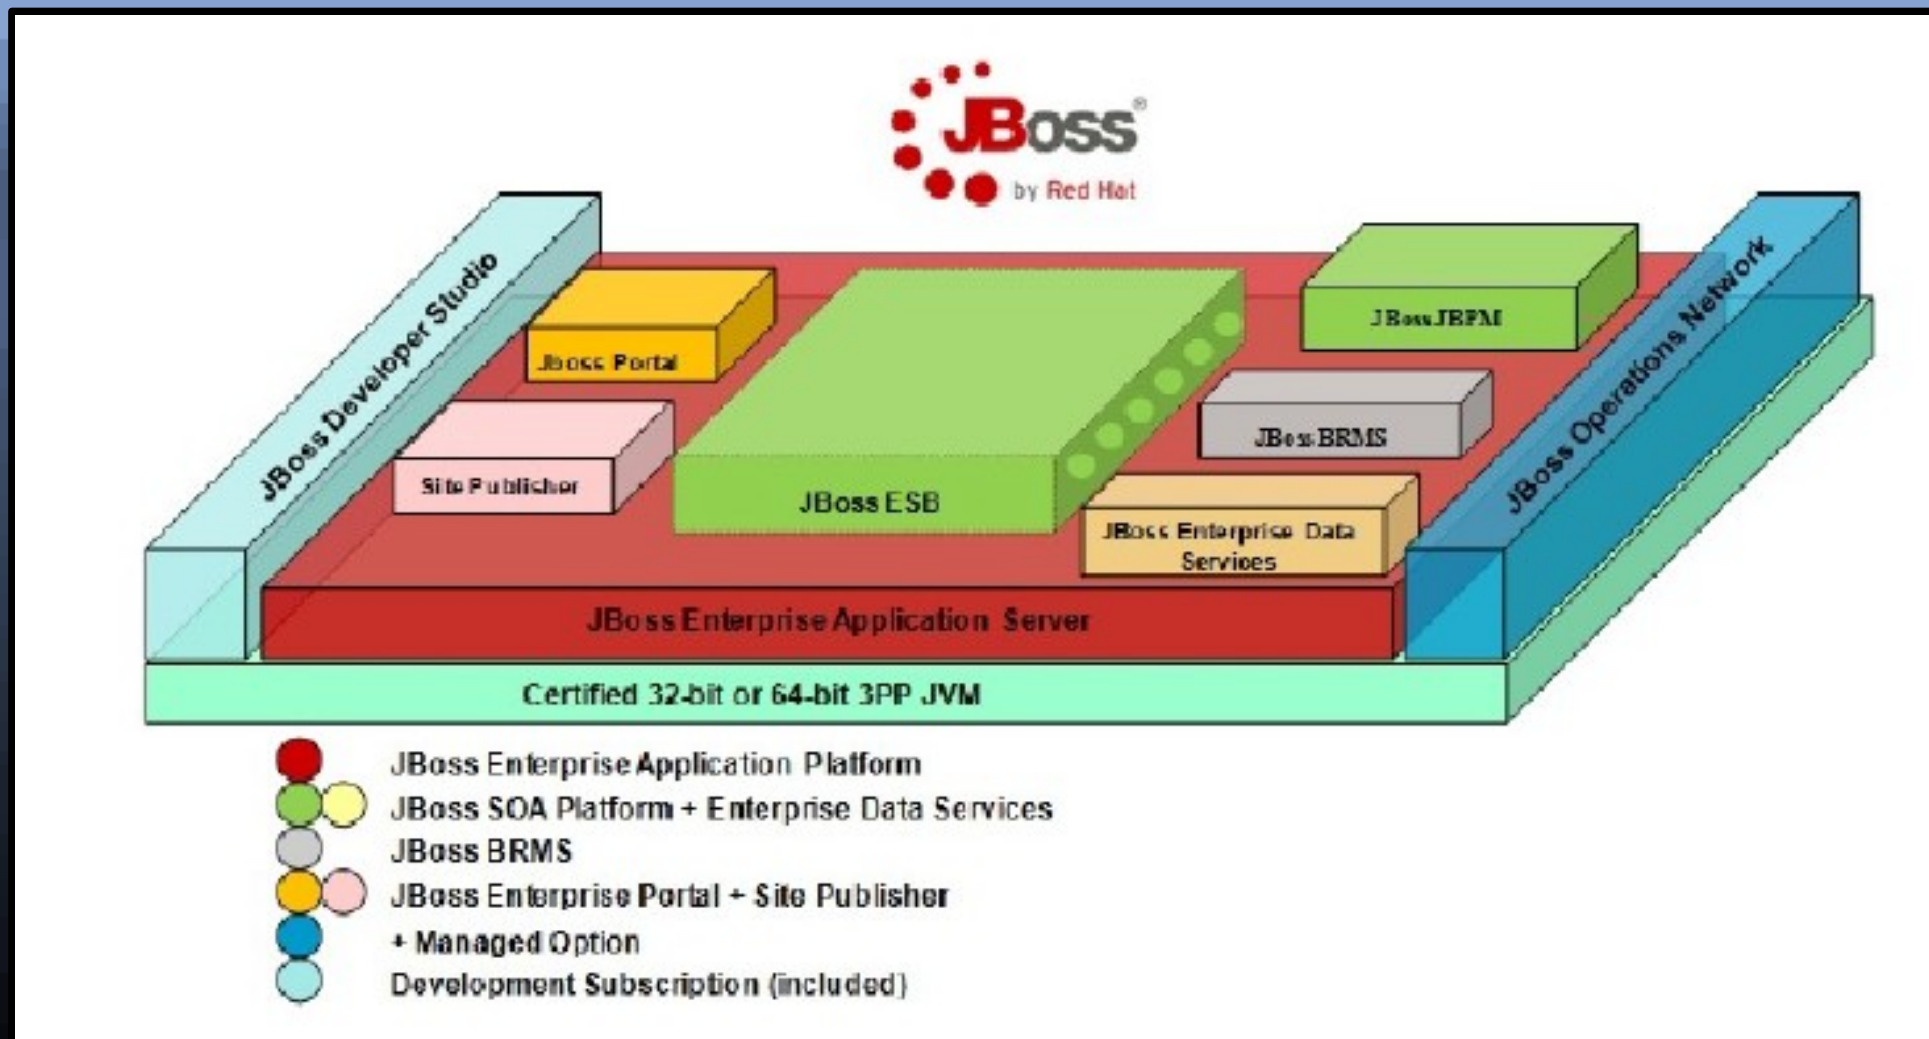 JBoss®
by Red Hat
JBoss Developer Studio
Jboss Portal
JBoss JBPM
JBoss Operations Network
Site Publisher
JBoss ESB
JBoss BRMS
JBoss Enterprise Data
Services
JBoss Enterprise Application Server
Certified 32-bit or 64-bit 3PP JVM
JBoss Enterprise Application Platform
JBoss SOA Platform + Enterprise Data Services
JBoss BRMS
JBoss Enterprise Portal + Site Publisher
+ Managed Option
Development Subscription (included)